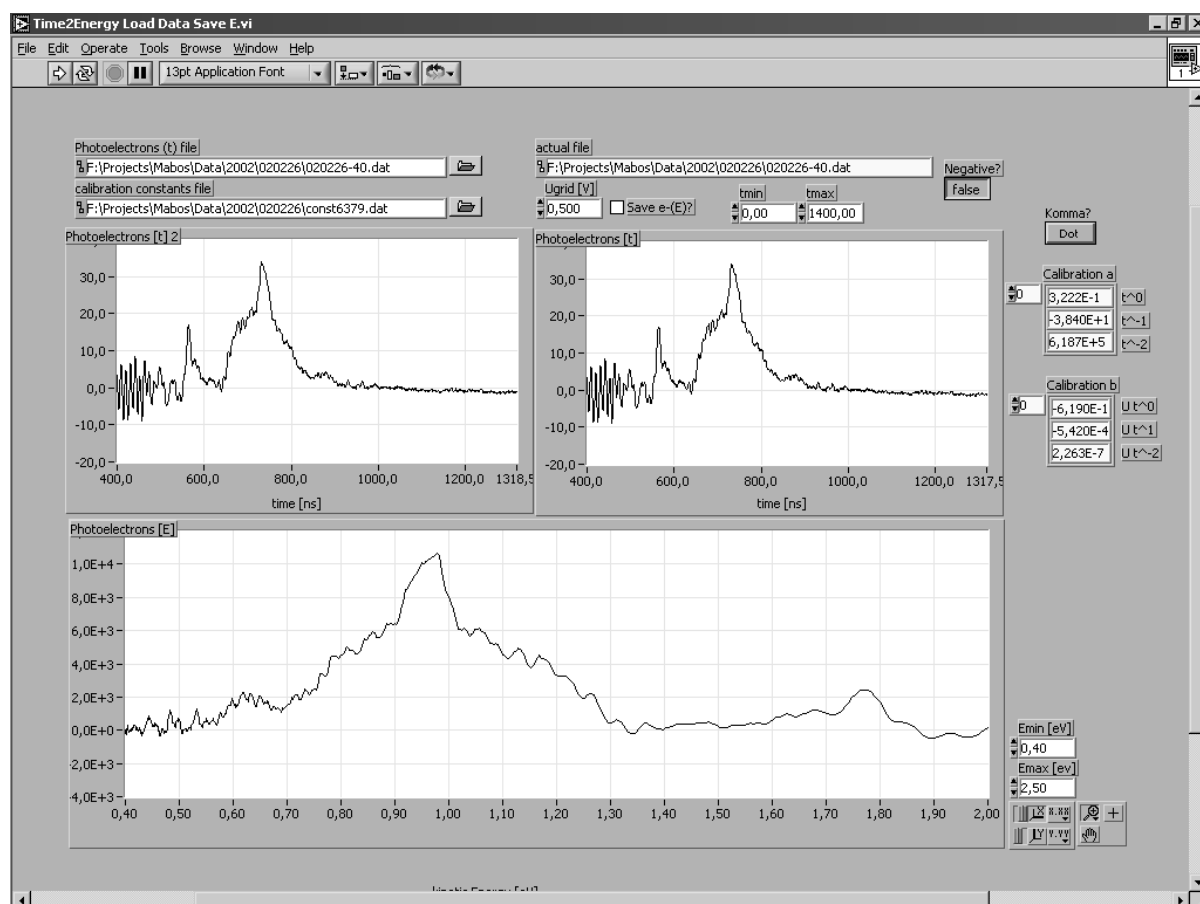 Time2Energy Load Data Save E.vi
File Edit Operate Tools Browse Window Help
13pt Application Font
1
Photoelectrons (t) file
F:\Projects\Mabos\Data\2002\020226\020226-40.dat
calibration constants file
F:\Projects\Mabos\Data\2002\020226\const6379.dat
actual file
F:\Projects\Mabos\Data\2002\020226\020226-40.dat
Negative?
false
Ugrid [V]
0,500
Save e-(E)?
tmin
0,00
tmax
1400,00
Komma?
Dot
Photoelectrons [t] 2
30,0
20,0
10,0
0,0
-10,0
-20,0
400,0 600,0 800,0 1000,0 1200,0 1318,5
time [ns]
Photoelectrons [t]
30,0
20,0
10,0
0,0
-10,0
-20,0
400,0 600,0 800,0 1000,0 1200,0 1317,5
time [ns]
Calibration a
0
3,222E-1 t^0
-3,840E+1 t^-1
6,187E+5 t^-2
Calibration b
0
-6,190E-1 U t^0
-5,420E-4 U t^1
2,263E-7 U t^-2
Photoelectrons [E]
1,0E+4
8,0E+3
6,0E+3
4,0E+3
2,0E+3
0,0E+0
2,0E+3
4,0E+3
0,40 0,50 0,60 0,70 0,80 0,90 1,00 1,10 1,20 1,30 1,40 1,50 1,60 1,70 1,80 1,90 2,00
Emin [eV]
0,40
Emax [ev]
2,50
X X.XX
Y Y.YY